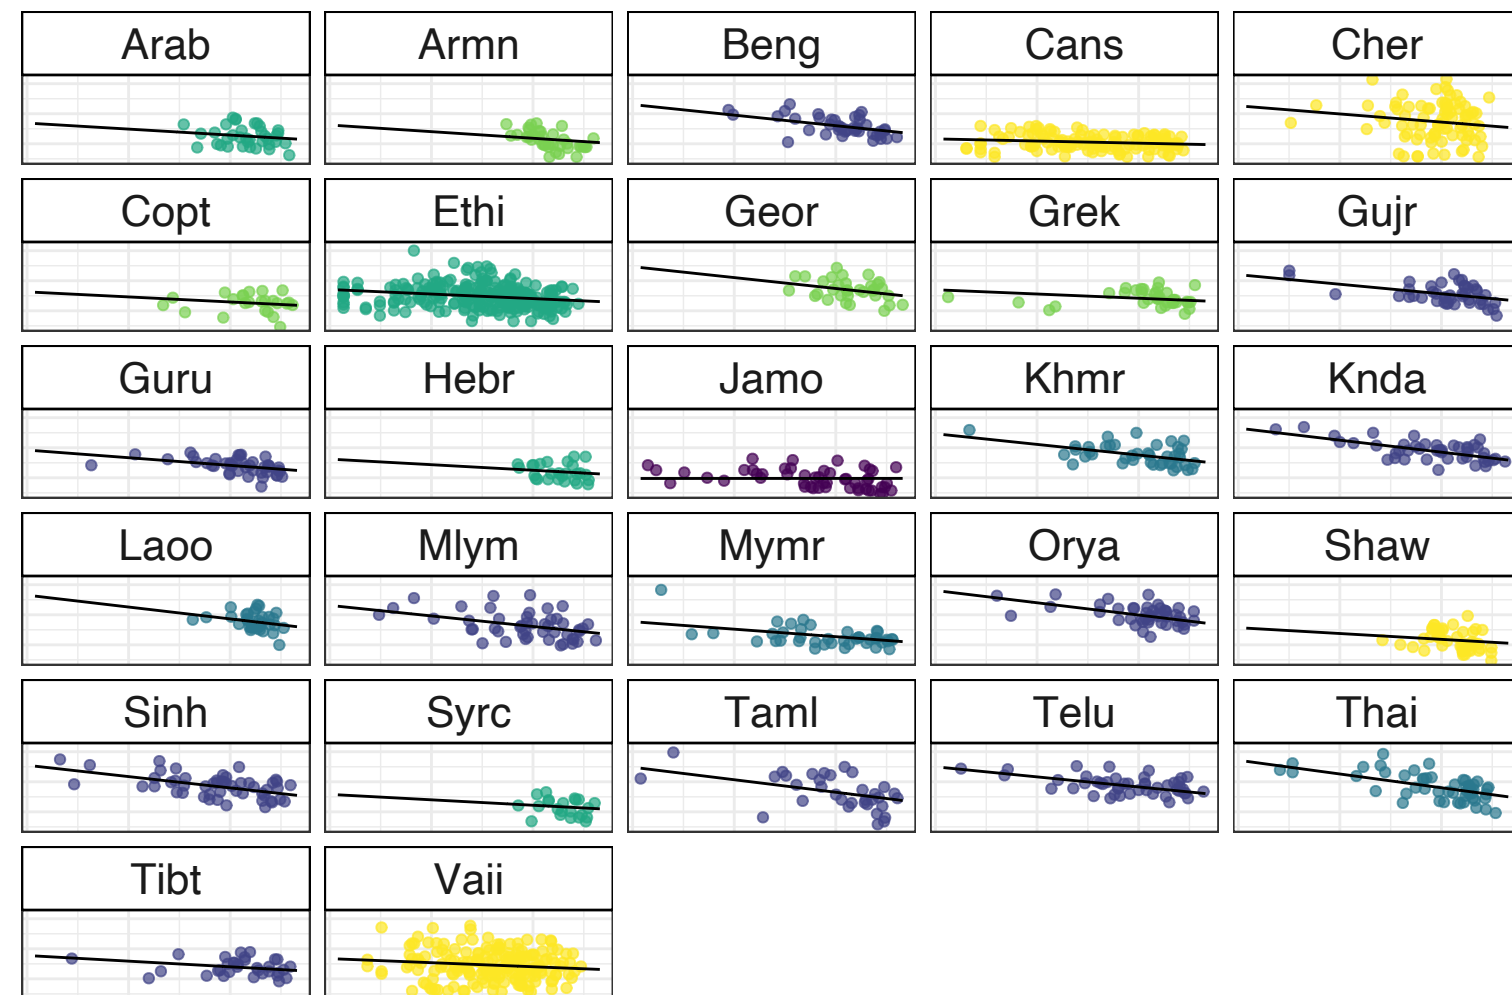 Arab Armn Beng Cans Cher
Copt Ethi Geor Grek Gujr
Guru Hebr Jamo Khmr Knda
Laoo Mlym Mymr Orya Shaw
Sinh Syrc Taml Telu Thai
Tibt Vaii